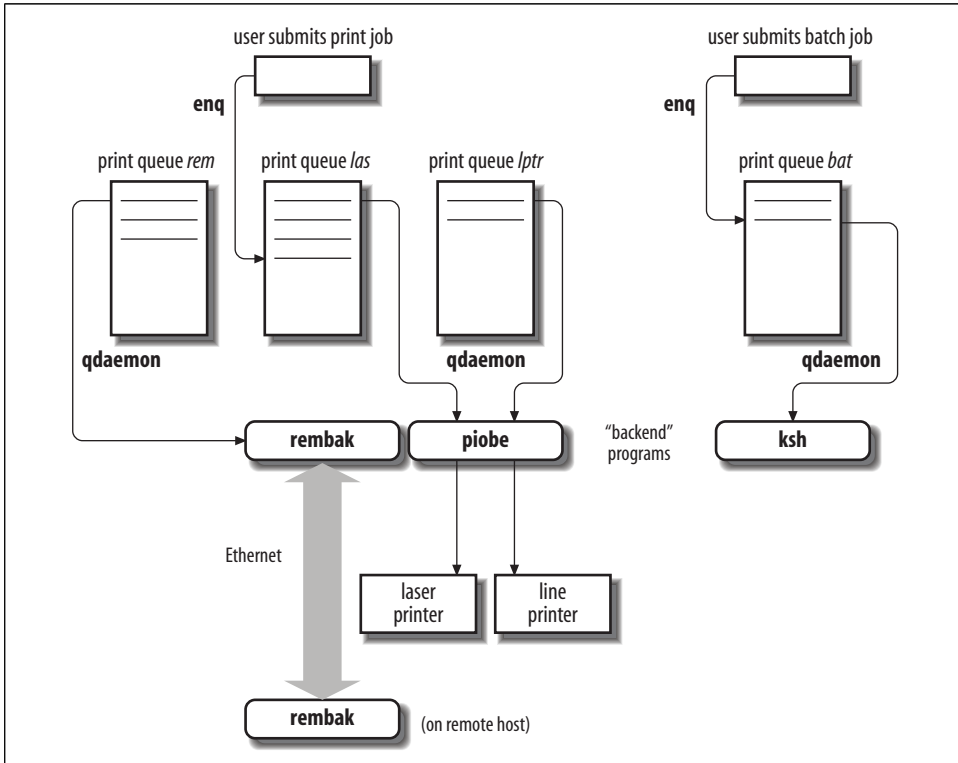 user submits print job
user submits batch job
enq
enq
print queue rem
print queue las
print queue lptr
print queue bat
qdaemon
qdaemon
qdaemon
rembak
piobe
“backend”
programs
ksh
Ethernet
laser
printer
line
printer
rembak
(on remote host)